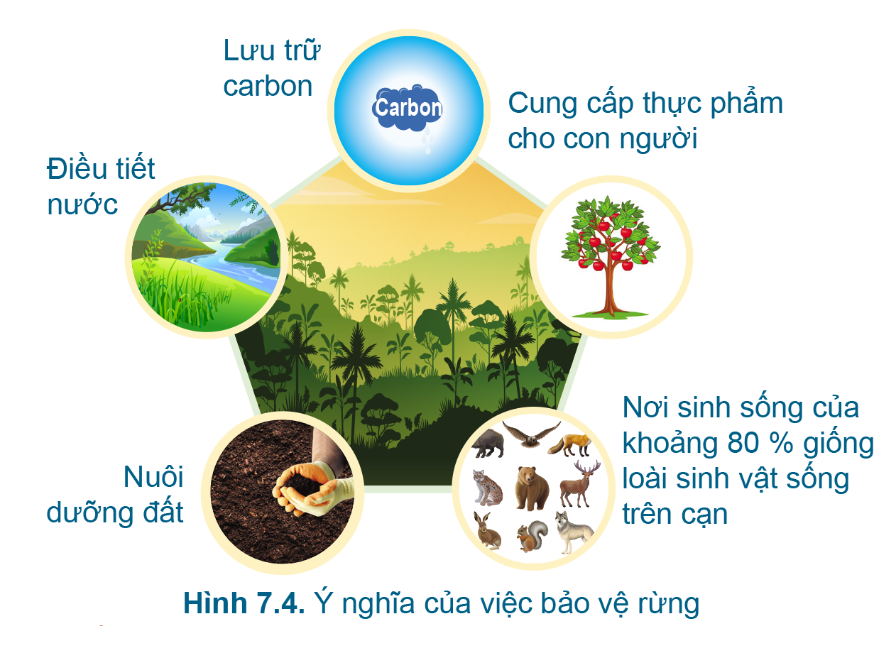 Lưu trữ
carbon
Carbon
Cung cấp thực phẩm
cho con người
Điều tiết
nước
Nơi sinh sống của
khoảng 80 % giống
loài sinh vật sống
trên cạn
Nuôi
dưỡng đất
Hình 7.4. Ý nghĩa của việc bảo vệ rừng